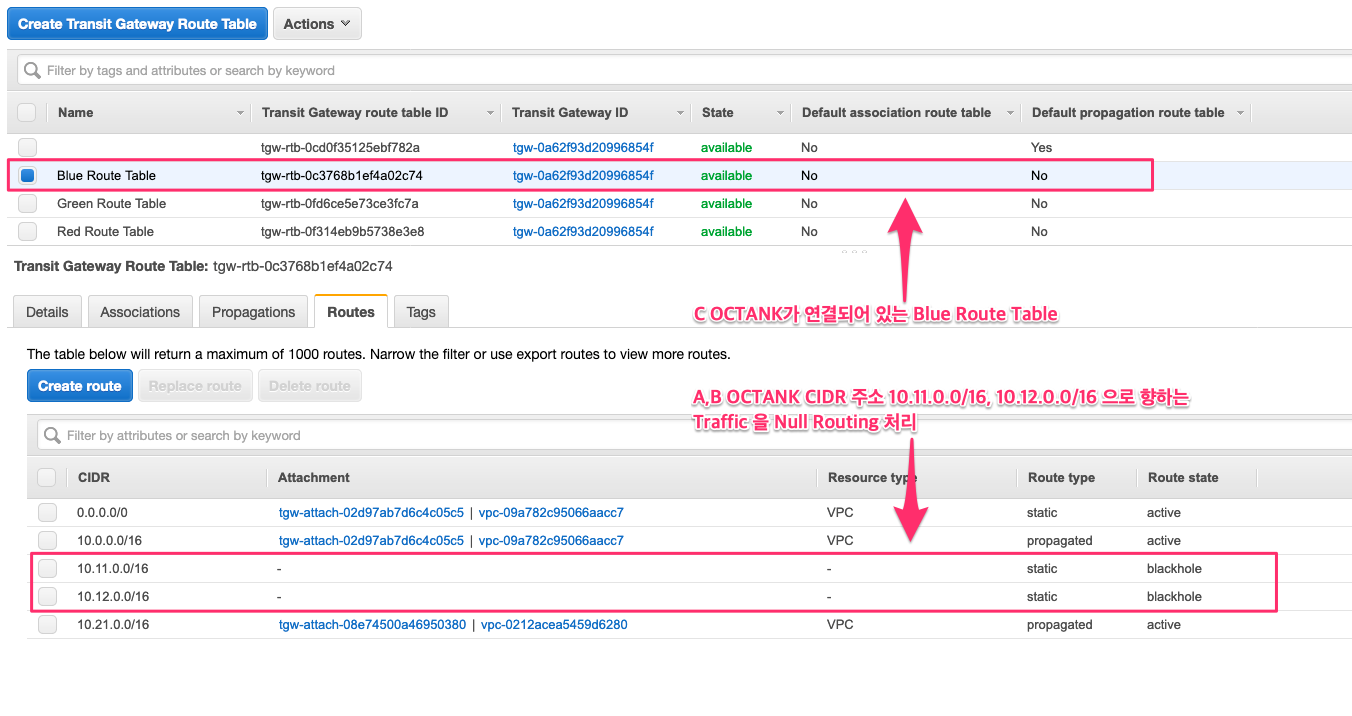 Create Transit Gateway Route Table Actions
Filter by tags and attributes or search by keyword
Name Transit Gateway route table ID Transit Gateway ID State Default association route table Default propagation route table
tgw-rtb-0cd0f35125ebf782a tgw-0a62f93d20996854f available No Yes
Blue Route Table tgw-rtb-0c3768b1ef4a02c74 tgw-0a62f93d20996854f available No No
Green Route Table tgw-rtb-0fd6ce5e73ce3fc7a tgw-0a62f93d20996854f available No No
Red Route Table tgw-rtb-0f314eb9b5738e3e8 tgw-0a62f93d20996854f available No No
Transit Gateway Route Table: tgw-rtb-0c3768b1ef4a02c74
Details Associations Propagations Routes Tags
C OCTANK가 연결되어 있는 Blue Route Table
The table below will return a maximum of 1000 routes. Narrow the filter or use export routes to view more routes.
Create route Replace route Delete route
A,B OCTANK CIDR 주소 10.11.0.0/16, 10.12.0.0/16 으로 향하는
Traffic 을 Null Routing 처리
Filter by attributes or search by keyword
CIDR Attachment Resource type Route type Route state
0.0.0.0/0 tgw-attach-02d97ab7d6c4c05c5 | vpc-09a782c95066aacc7 VPC static active
10.0.0.0/16 tgw-attach-02d97ab7d6c4c05c5 | vpc-09a782c95066aacc7 VPC propagated active
10.11.0.0/16 - - static blackhole
10.12.0.0/16 - - static blackhole
10.21.0.0/16 tgw-attach-08e74500a46950380 | vpc-0212acea5459d6280 VPC propagated active